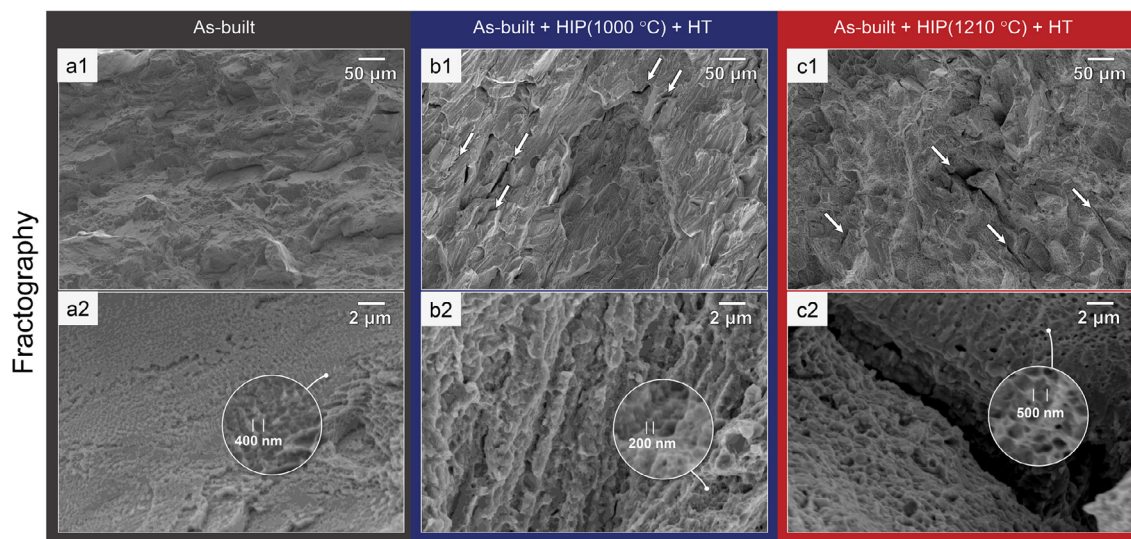 As-built
As-built + HIP(1000 °C) + HT
As-built + HIP(1210 °C) + HT
Fractography
a1
50 µm
b1
50 µm
c1
50 µm
a2
2 µm
400 nm
b2
2 µm
200 nm
c2
2 µm
500 nm